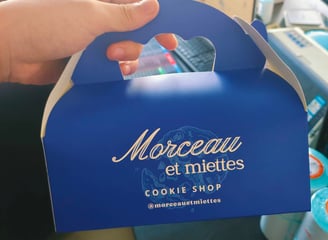 Morceau
et miettes
COOKIE SHOP
@morceauetmiettes